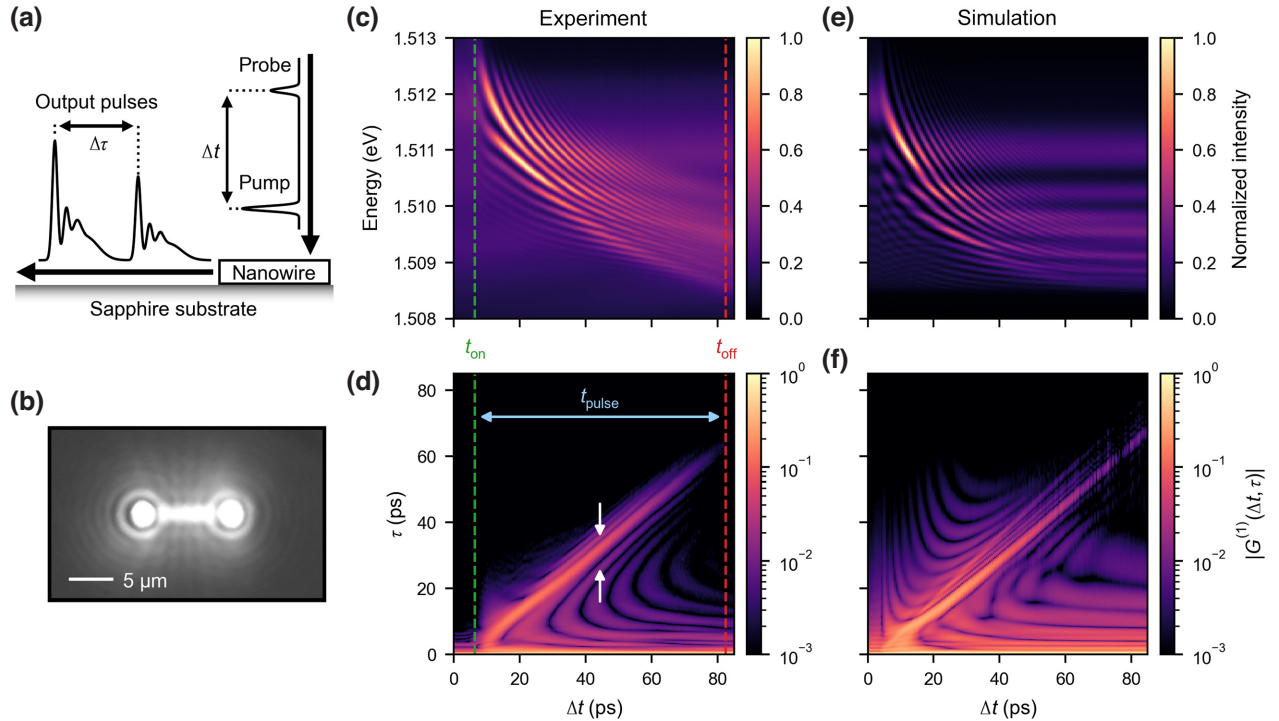 (a)
Probe
Output pulses
Δτ
Δt
Pump
Nanowire
Sapphire substrate
(b)
5 μm
(c)
Experiment
1.513
1.512
1.511
1.510
1.509
1.508
Energy (eV)
1.0
0.8
0.6
0.4
0.2
0.0
t_on
t_off
(d)
t_pulse
80
60
40
20
0
τ (ps)
0 20 40 60 80
Δt (ps)
10^0
10^−1
10^−2
10^−3
(e)
Simulation
1.0
0.8
0.6
0.4
0.2
0.0
Normalized intensity
(f)
0 20 40 60 80
Δt (ps)
10^0
10^−1
10^−2
10^−3
|G^(1)(Δt, τ)|